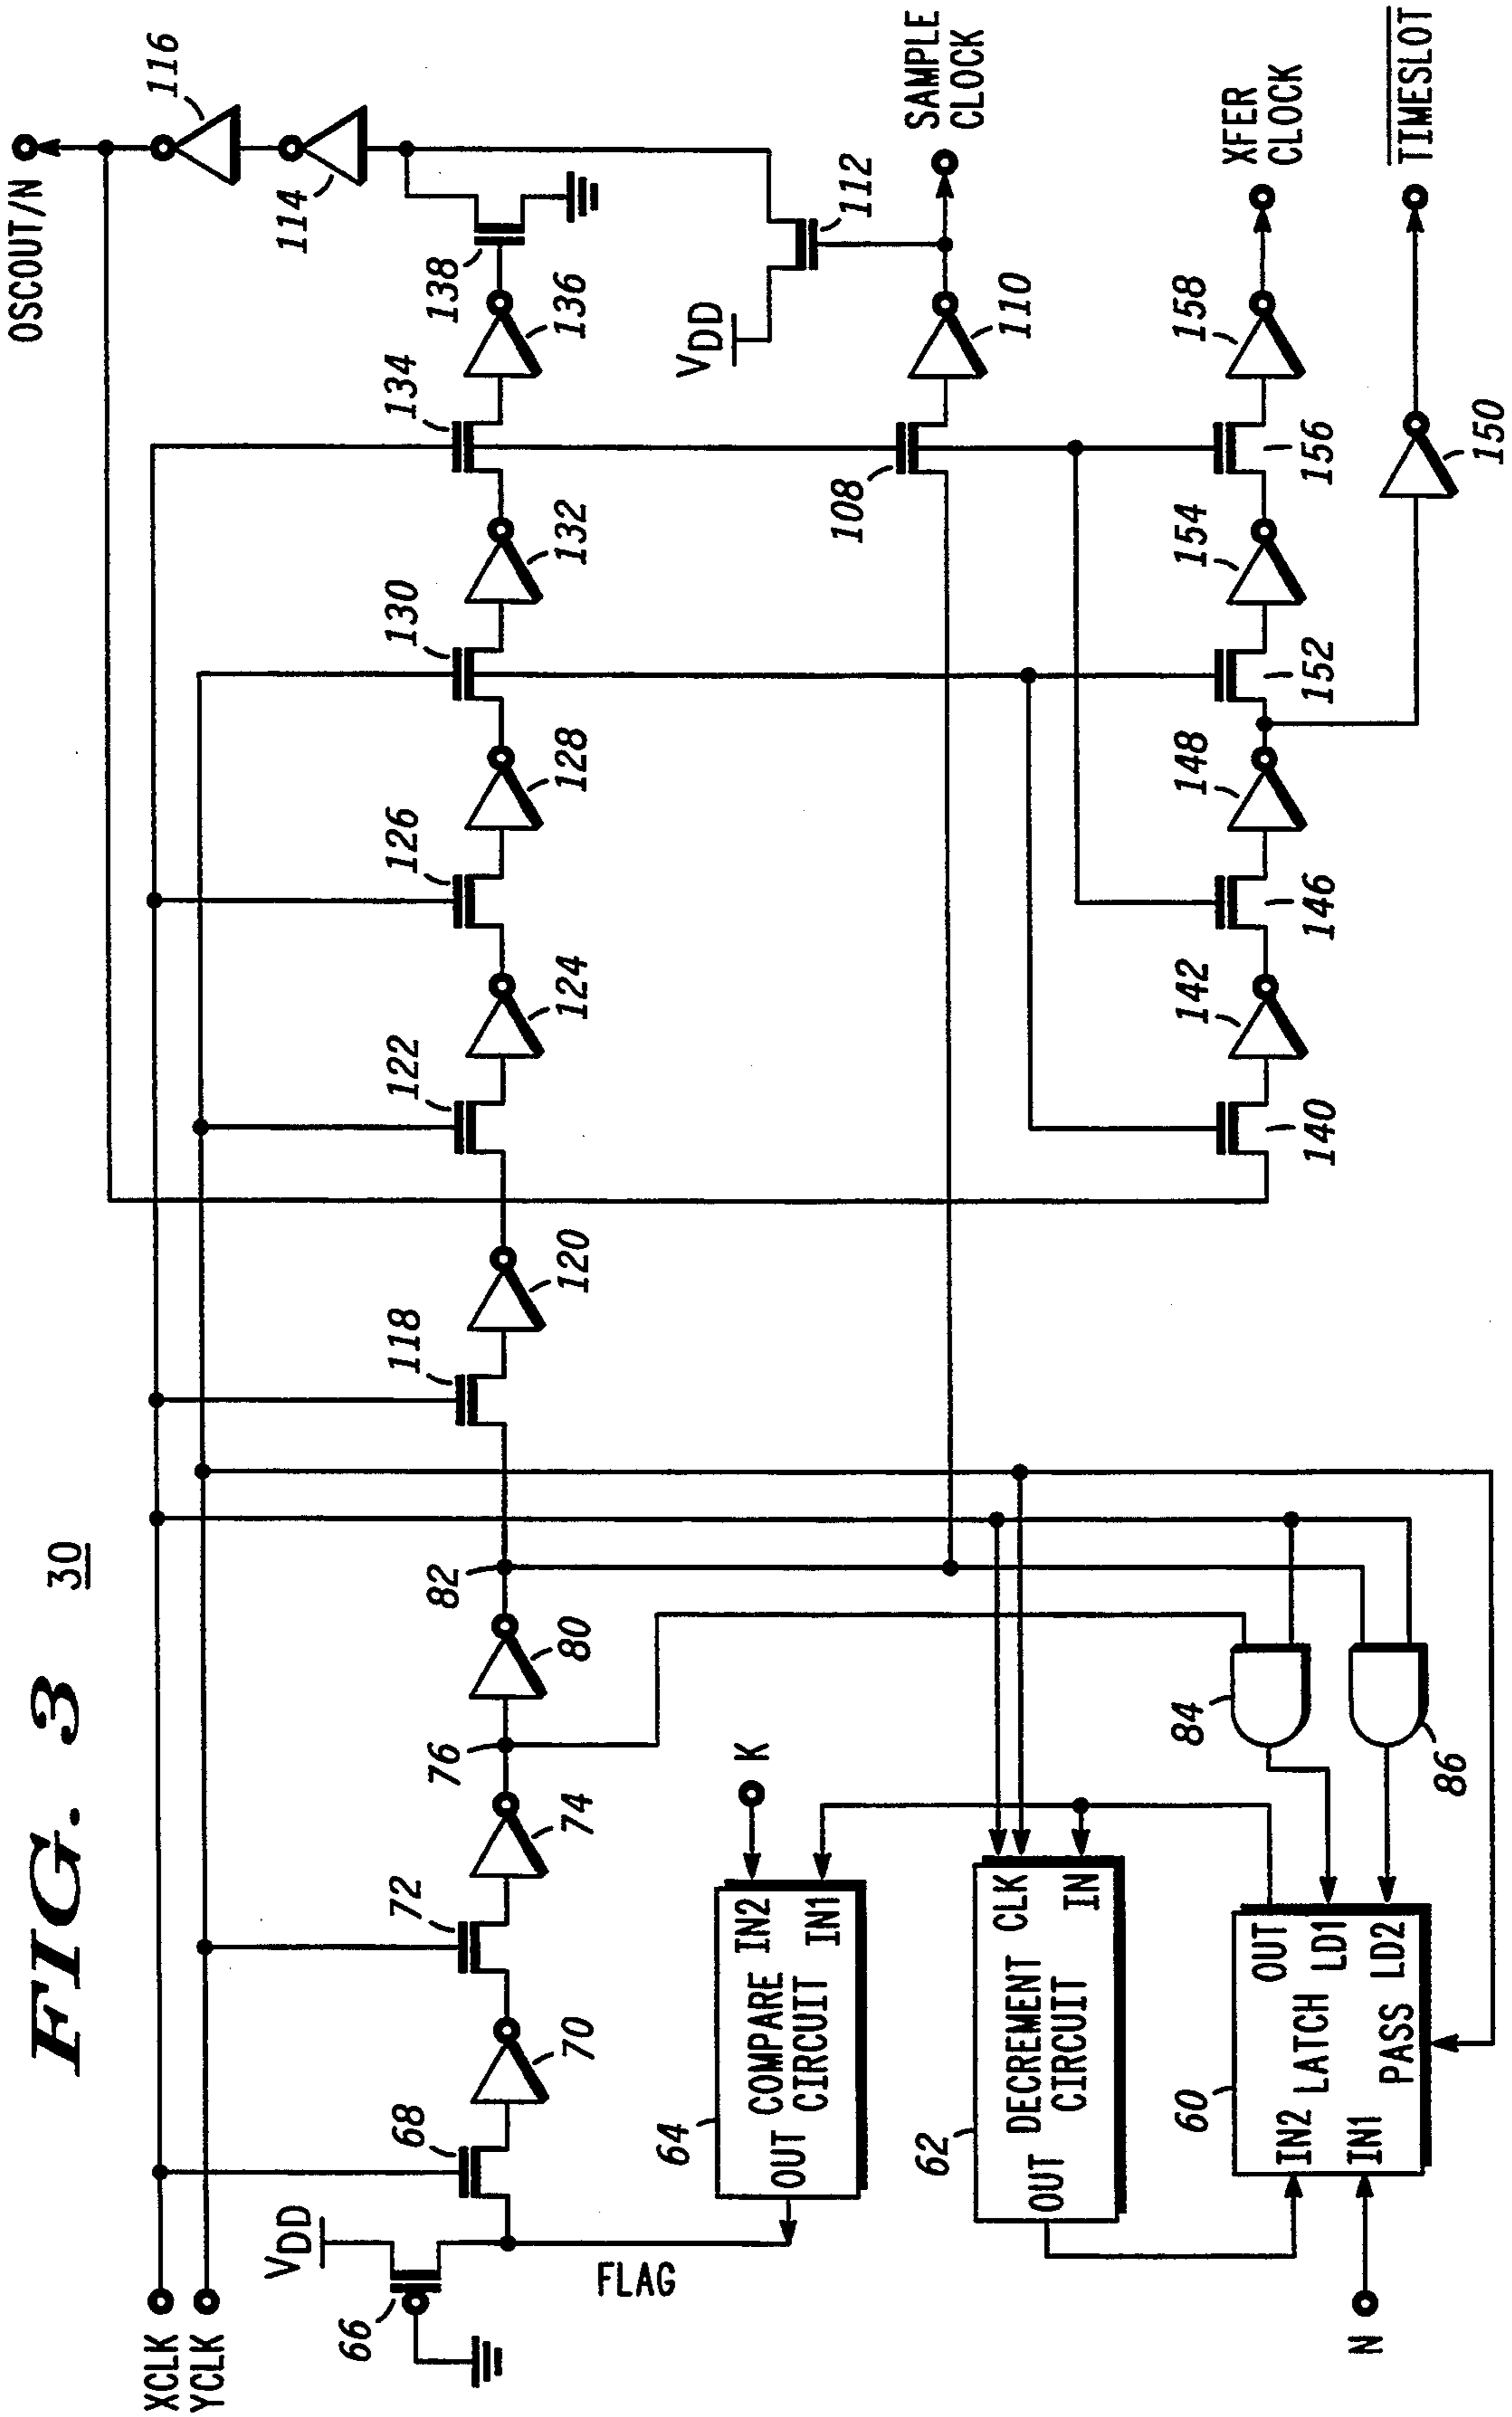 FIG. 3
30
XCLK
YCLK
OSCOUT/N
116
114
VDD
66
68
70
72
74
76
80
82
118
120
122
124
126
128
130
132
134
136
138
FLAG
K
64
OUT
COMPARE
CIRCUIT
IN2
IN1
VDD
112
SAMPLE
CLOCK
108
110
62
OUT
DECREMENT
CIRCUIT
CLK
IN
84
86
60
IN2
IN1
LATCH
PASS
OUT
LD1
LD2
N
140
142
146
148
152
154
156
158
XFER
CLOCK
150
TIMESLOT